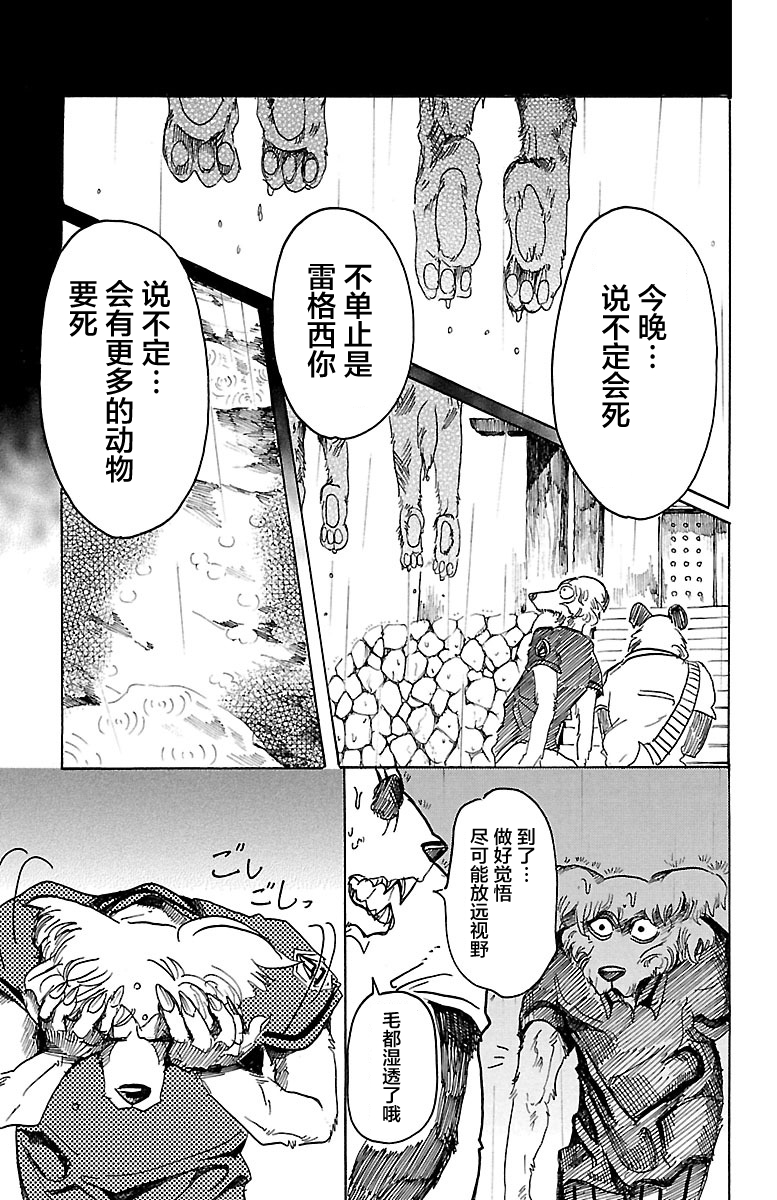 今晚…
说不定会死
不单止是
雷格西你
说不定…
会有更多的动物
要死
到了…
做好觉悟
尽可能放远视野
毛都湿透了哦
ごし
ごしっ